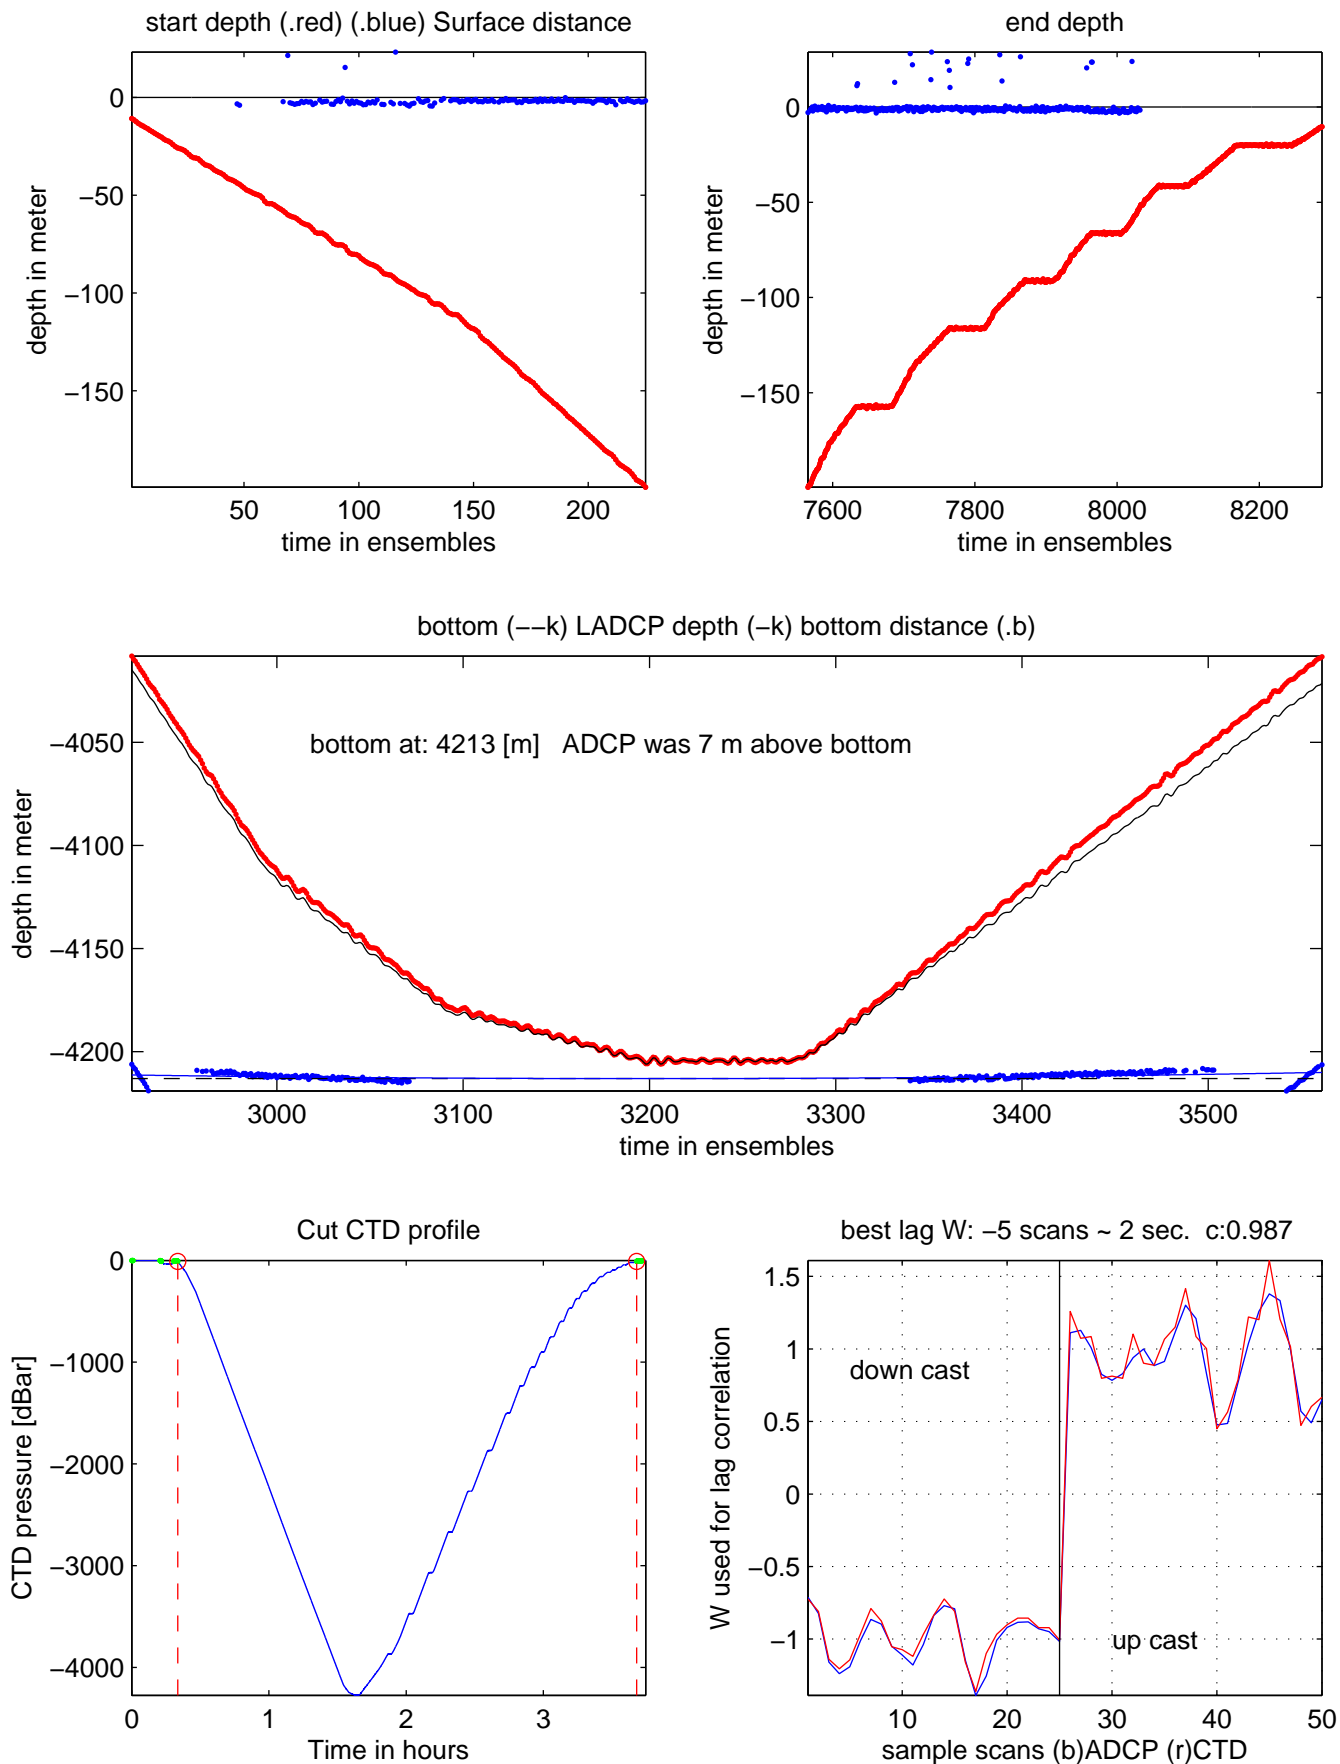 start depth (.red) (.blue) Surface distance
0
−50
−100
−150
depth in meter
50
100
150
200
time in ensembles
end depth
0
−50
−100
−150
depth in meter
7600
7800
8000
8200
time in ensembles
bottom (−−k) LADCP depth (−k) bottom distance (.b)
bottom at: 4213 [m]   ADCP was 7 m above bottom
−4050
−4100
−4150
−4200
depth in meter
3000
3100
3200
3300
3400
3500
time in ensembles
Cut CTD profile
0
−1000
−2000
−3000
−4000
CTD pressure [dBar]
0
1
2
3
Time in hours
best lag W: −5 scans ~ 2 sec.  c:0.987
1.5
1
0.5
0
−0.5
−1
W used for lag correlation
down cast
up cast
10
20
30
40
50
sample scans (b)ADCP (r)CTD